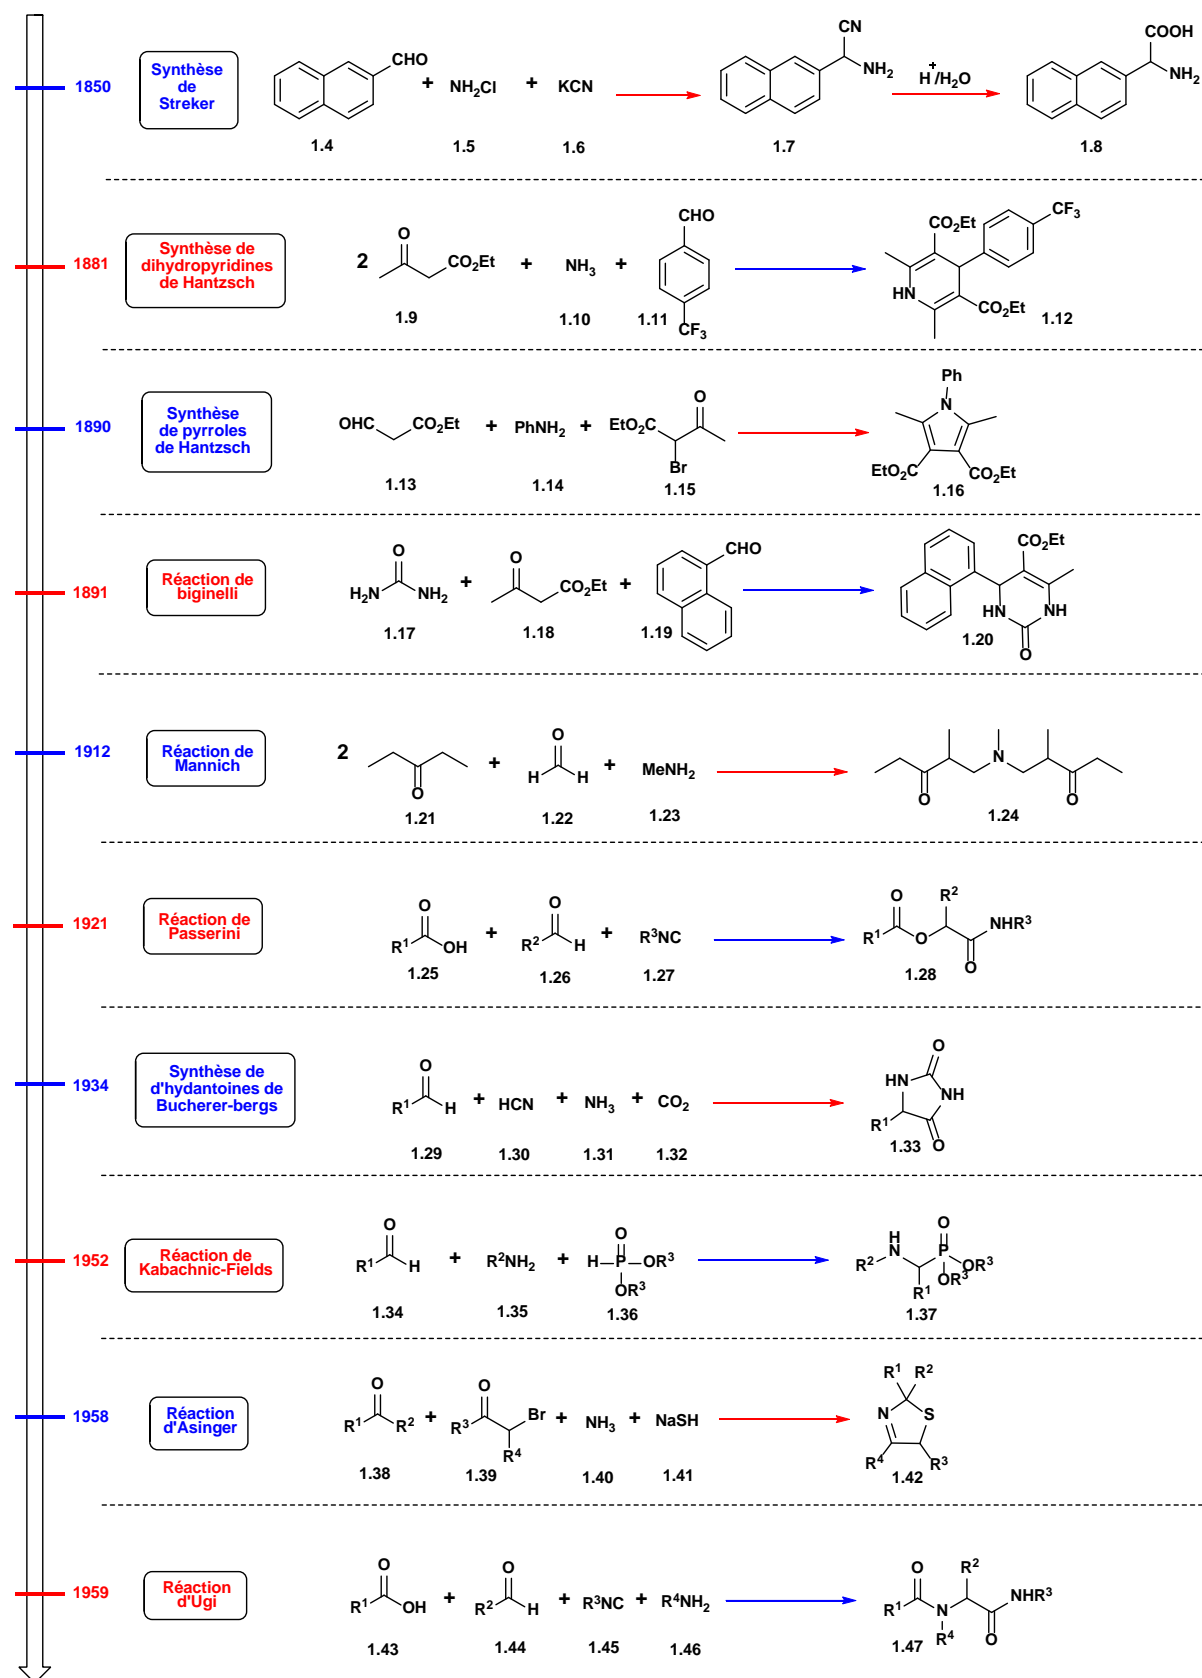 1850
Synthèse
de
Streker
CHO
+
NH2Cl
+
KCN
CN
NH2
H+/H2O
COOH
NH2
1.4
1.5
1.6
1.7
1.8
1881
Synthèse de
dihydropyridines
de Hantzsch
2
O
CO2Et
+
NH3
+
CHO
CF3
CO2Et
CF3
HN
CO2Et
1.9
1.10
1.11
1.12
1890
Synthèse
de pyrroles
de Hantzsch
OHC
CO2Et
+
PhNH2
+
EtO2C
O
Br
Ph
N
EtO2C
CO2Et
1.13
1.14
1.15
1.16
1891
Réaction de
biginelli
O
H2N
NH2
+
O
CO2Et
+
CHO
CO2Et
HN
NH
O
1.17
1.18
1.19
1.20
1912
Réaction de
Mannich
2
O
+
O
H
H
+
MeNH2
O
N
O
1.21
1.22
1.23
1.24
1921
Réaction de
Passerini
O
R1
OH
+
O
R2
H
+
R3NC
O
R1
O
R2
NHR3
O
1.25
1.26
1.27
1.28
1934
Synthèse de
d'hydantoines de
Bucherer-bergs
O
R1
H
+
HCN
+
NH3
+
CO2
O
HN
NH
R1
O
1.29
1.30
1.31
1.32
1.33
1952
Réaction de
Kabachnic-Fields
O
R1
H
+
R2NH2
+
O
H
P
OR3
OR3
H
N
R2
O
P
OR3
OR3
R1
1.34
1.35
1.36
1.37
1958
Réaction
d'Asinger
O
R1
R2
+
O
R3
Br
R4
+
NH3
+
NaSH
R1
R2
N
S
R4
R3
1.38
1.39
1.40
1.41
1.42
1959
Réaction
d'Ugi
O
R1
OH
+
O
R2
H
+
R3NC
+
R4NH2
O
R1
N
R4
R2
NHR3
O
1.43
1.44
1.45
1.46
1.47